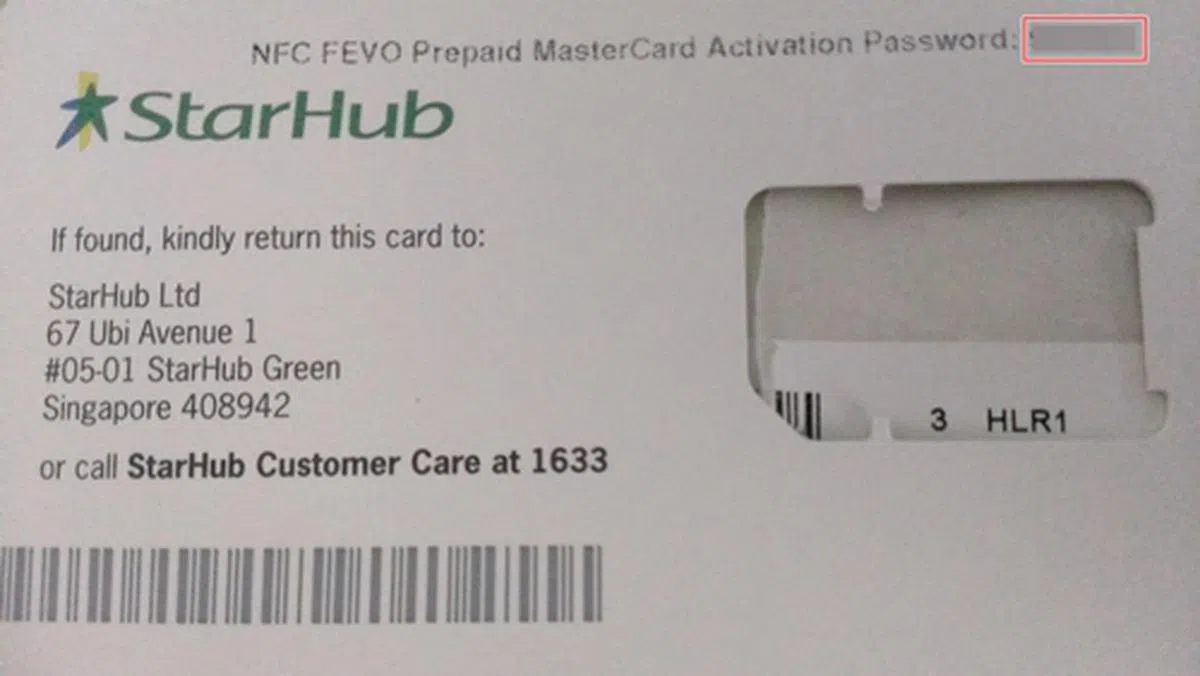 NFC FEVO Prepaid MasterCard Activation Password:
StarHub
If found, kindly return this card to:
StarHub Ltd
67 Ubi Avenue 1
#05-01 StarHub Green
Singapore 408942
or call StarHub Customer Care at 1633
3 HLR1